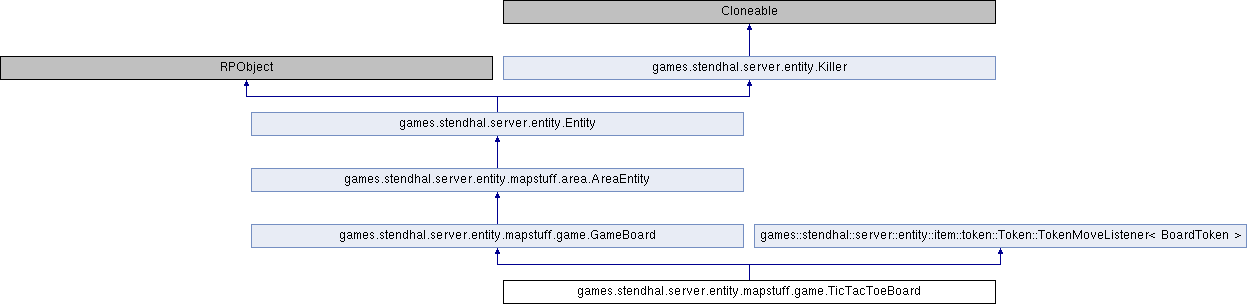 Cloneable
RPObject
games.stendhal.server.entity.Killer
games.stendhal.server.entity.Entity
games.stendhal.server.entity.mapstuff.area.AreaEntity
games.stendhal.server.entity.mapstuff.game.GameBoard
games::stendhal::server::entity::item::token::Token::TokenMoveListener< BoardToken >
games.stendhal.server.entity.mapstuff.game.TicTacToeBoard